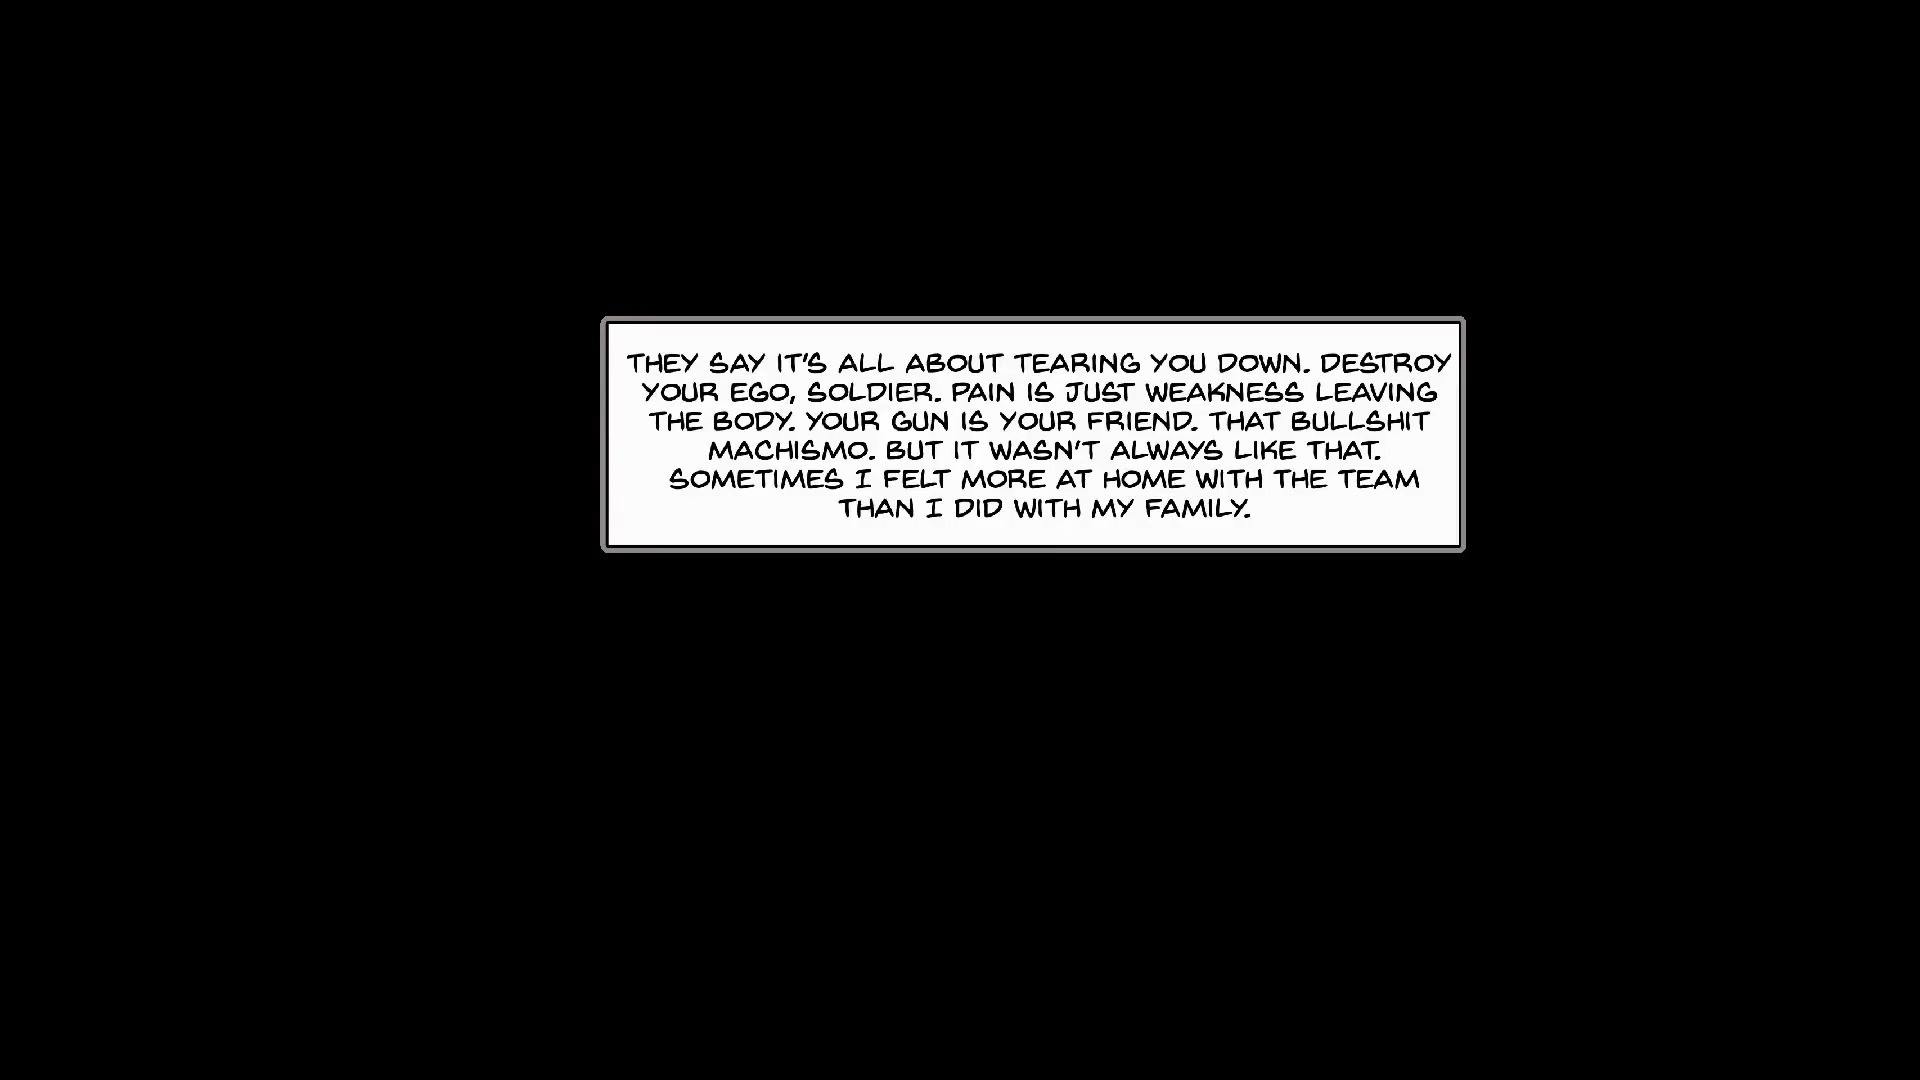 THEY SAY IT'S ALL ABOUT TEARING YOU DOWN. DESTROY
YOUR EGO, SOLDIER. PAIN IS JUST WEAKNESS LEAVING
THE BODY. YOUR GUN IS YOUR FRIEND. THAT BULLSHIT
MACHISMO. BUT IT WASN'T ALWAYS LIKE THAT.
SOMETIMES I FELT MORE AT HOME WITH THE TEAM
THAN I DID WITH MY FAMILY.